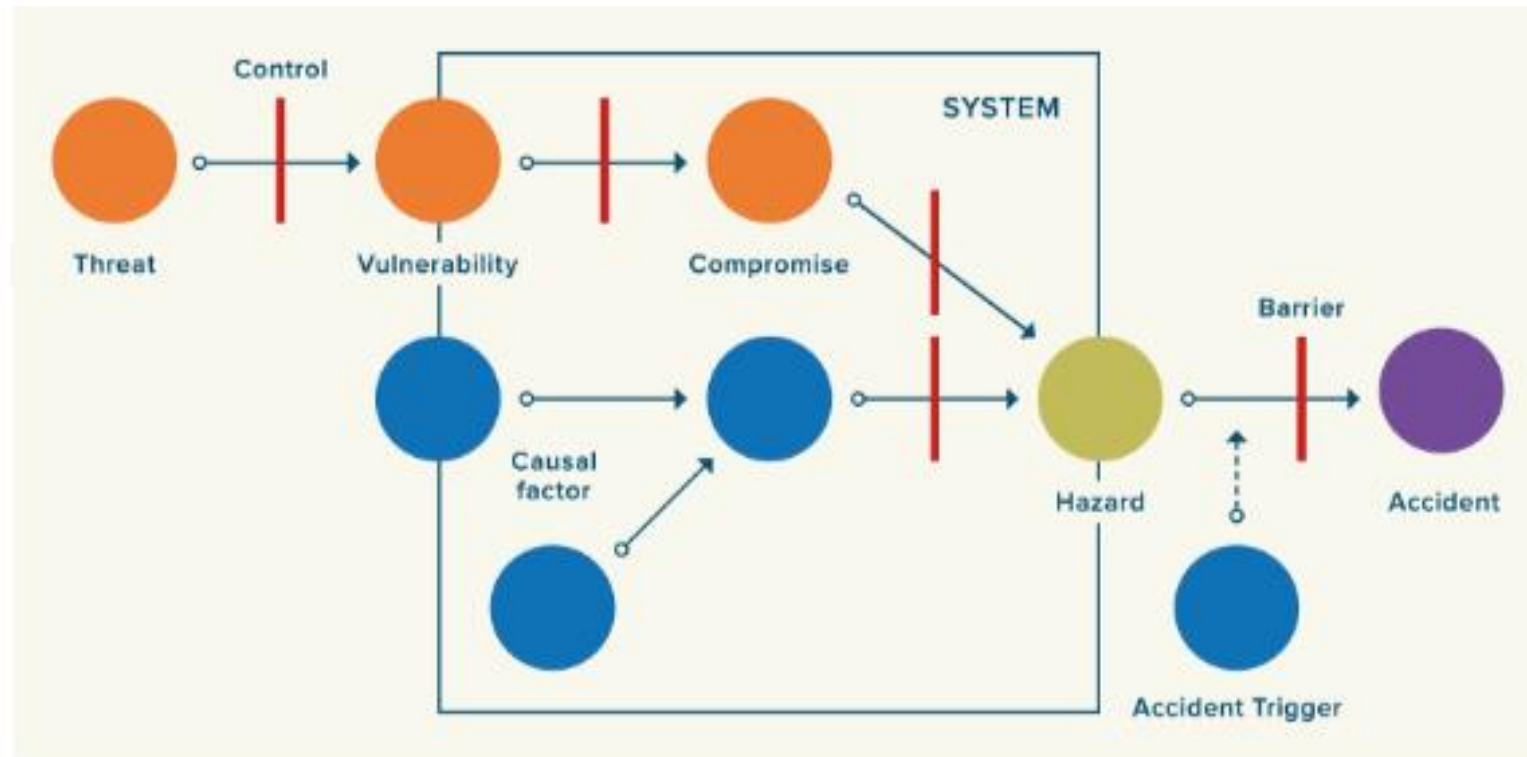 Control
SYSTEM
Threat
Vulnerability
Compromise
Barrier
Causal
factor
Hazard
Accident
Accident Trigger